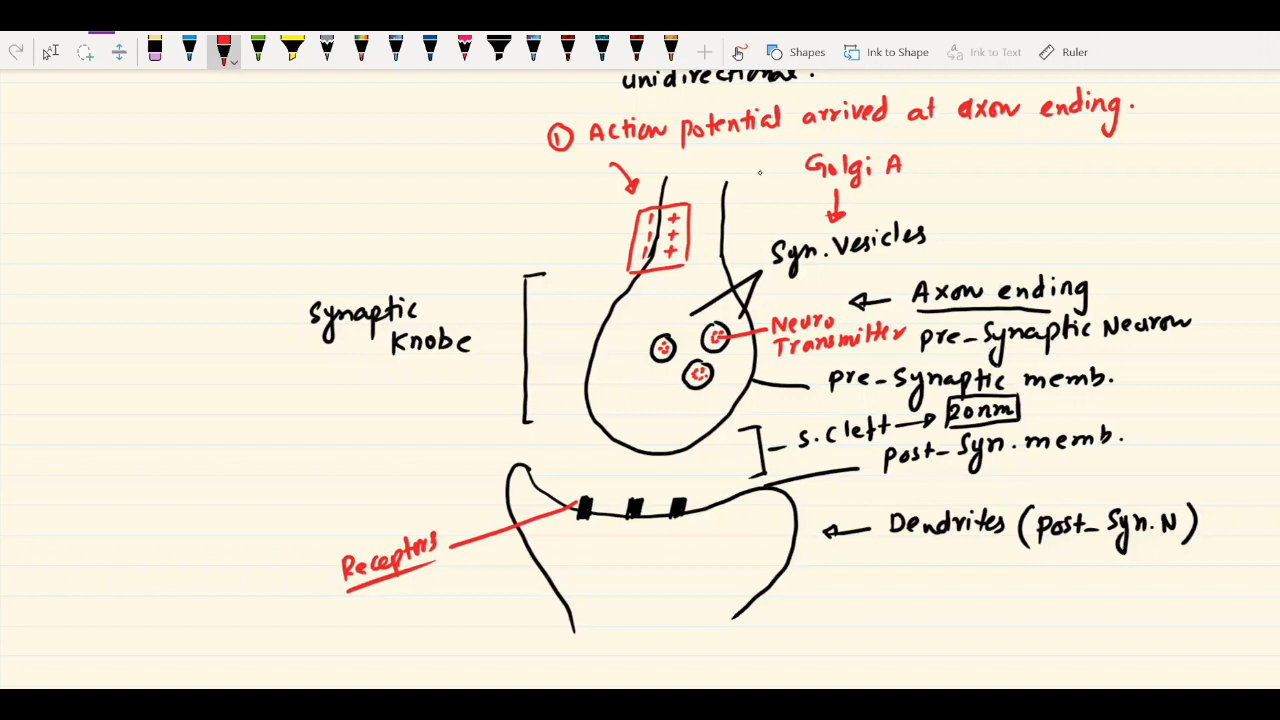 Shapes
Ink to Shape
Ink to Text
Ruler
unidirectional.
① Action potential arrived at axon ending.
Golgi A
Syn. Vesicles
Synaptic
Knobe
Axon ending
pre-Synaptic Neuron
Neuro
Transmitter
pre-Synaptic memb.
S.Cleft → 20nm
post-Syn. memb.
Dendrites (post-Syn.N)
Receptors